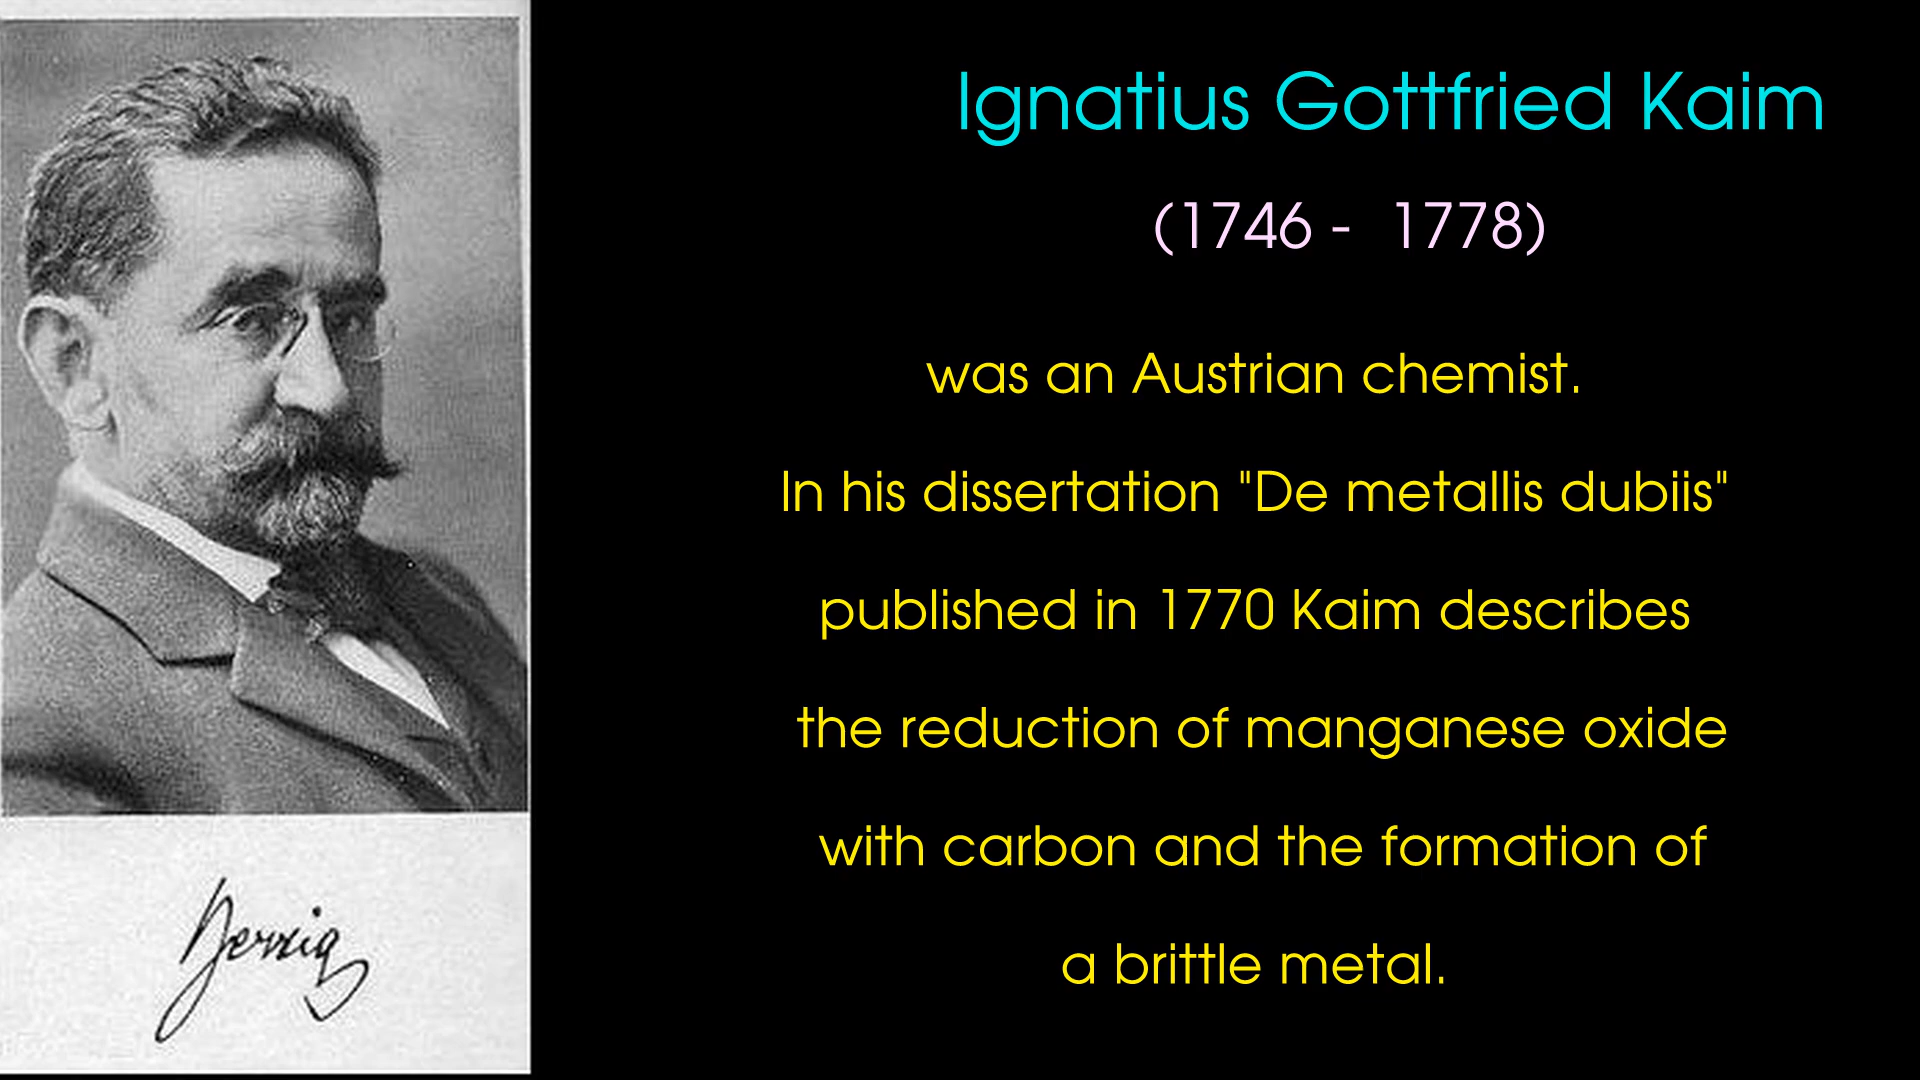 Ignatius Gottfried Kaim
(1746 - 1778)
was an Austrian chemist.
In his dissertation "De metallis dubiis"
published in 1770 Kaim describes
the reduction of manganese oxide
with carbon and the formation of
a brittle metal.
Herzig